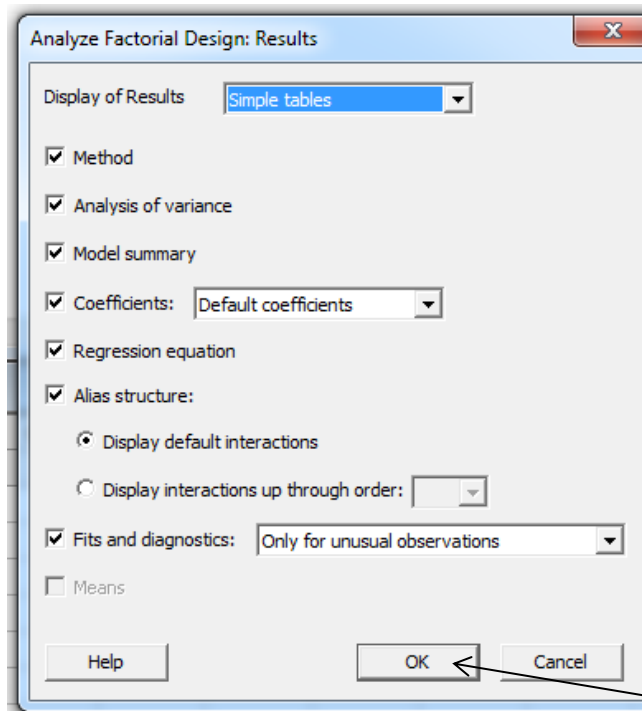 Analyze Factorial Design: Results
Display of Results Simple tables
Method
Analysis of variance
Model summary
Coefficients: Default coefficients
Regression equation
Alias structure:
Display default interactions
Display interactions up through order:
Fits and diagnostics: Only for unusual observations
Means
Help OK Cancel